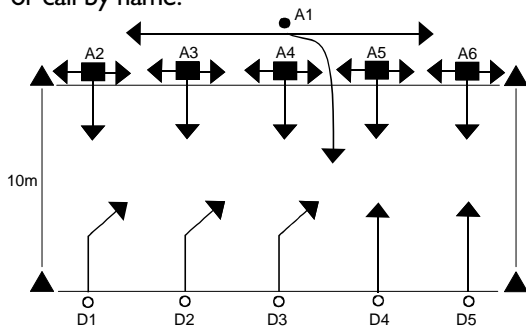 or call by name.
A1
A2 A3 A4 A5 A6
10m
D1 D2 D3 D4 D5